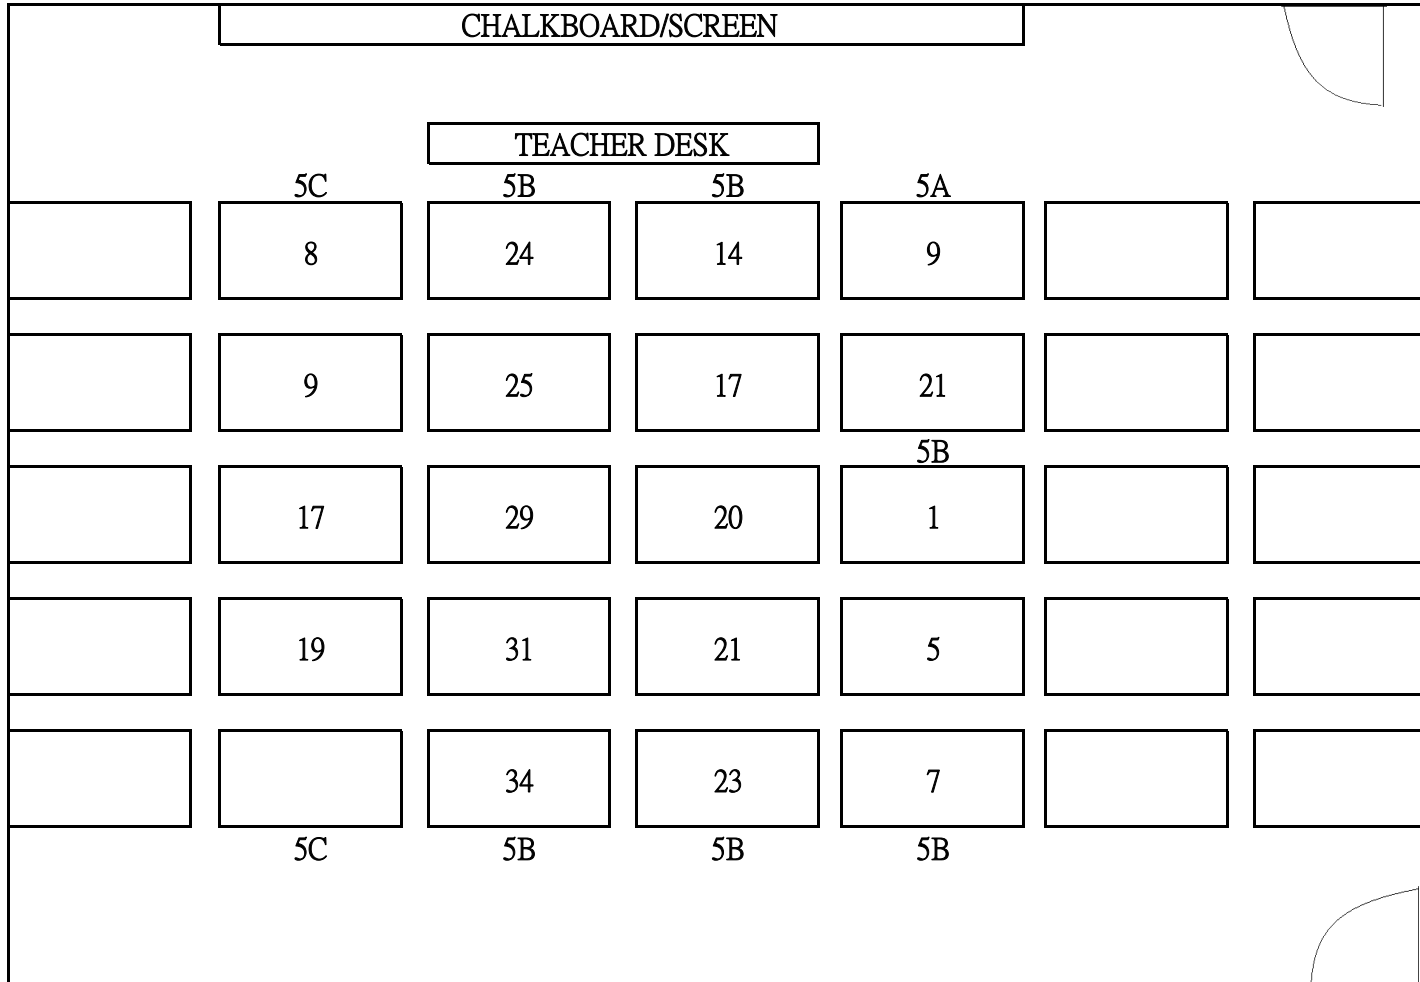 CHALKBOARD/SCREEN
TEACHER DESK
5C 5B 5B 5A
8 24 14 9
9 25 17 21
5B
17 29 20 1
19 31 21 5
34 23 7
5C 5B 5B 5B